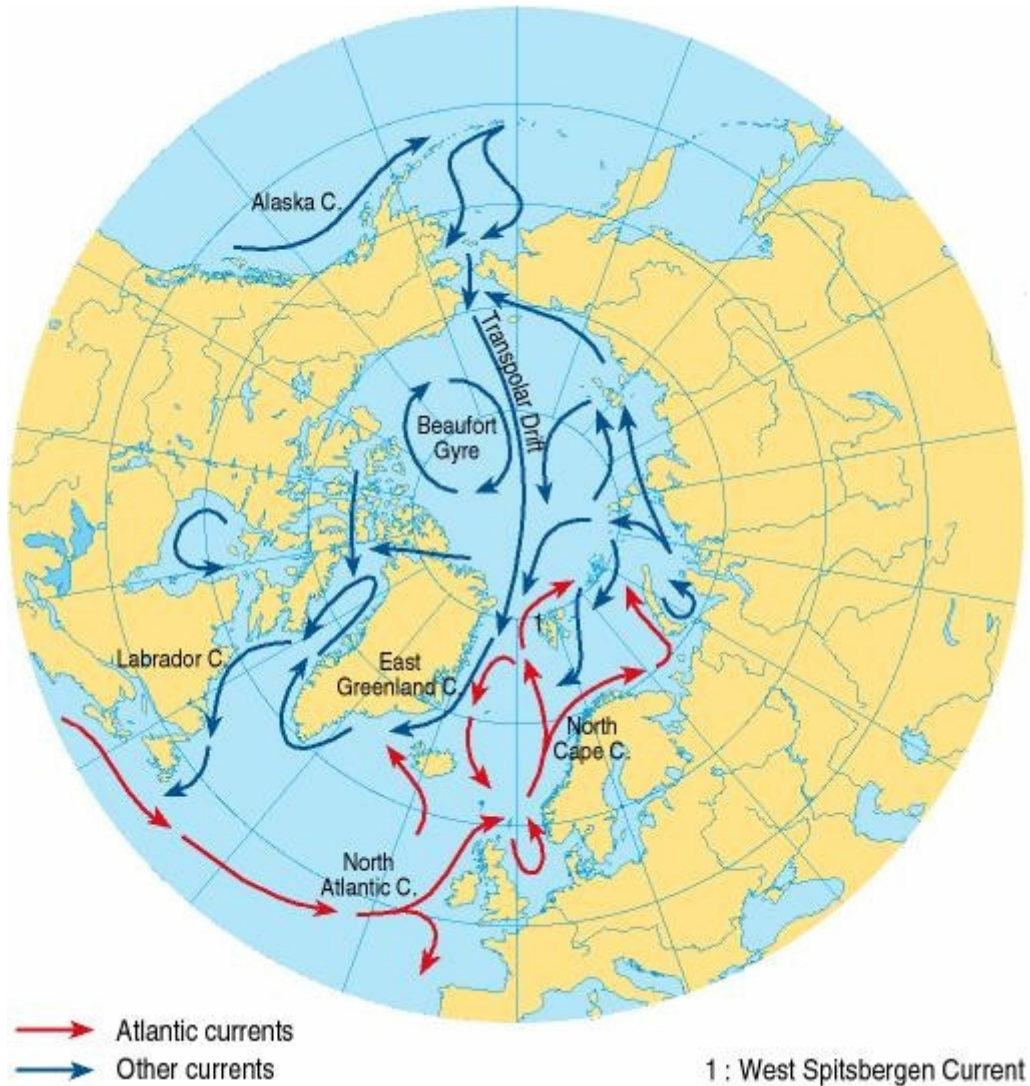 Alaska C.
Transpolar Drift
Beaufort
Gyre
Labrador C.
East
Greenland C.
1
North
Cape C.
North
Atlantic C.
Atlantic currents
Other currents
1 : West Spitsbergen Current